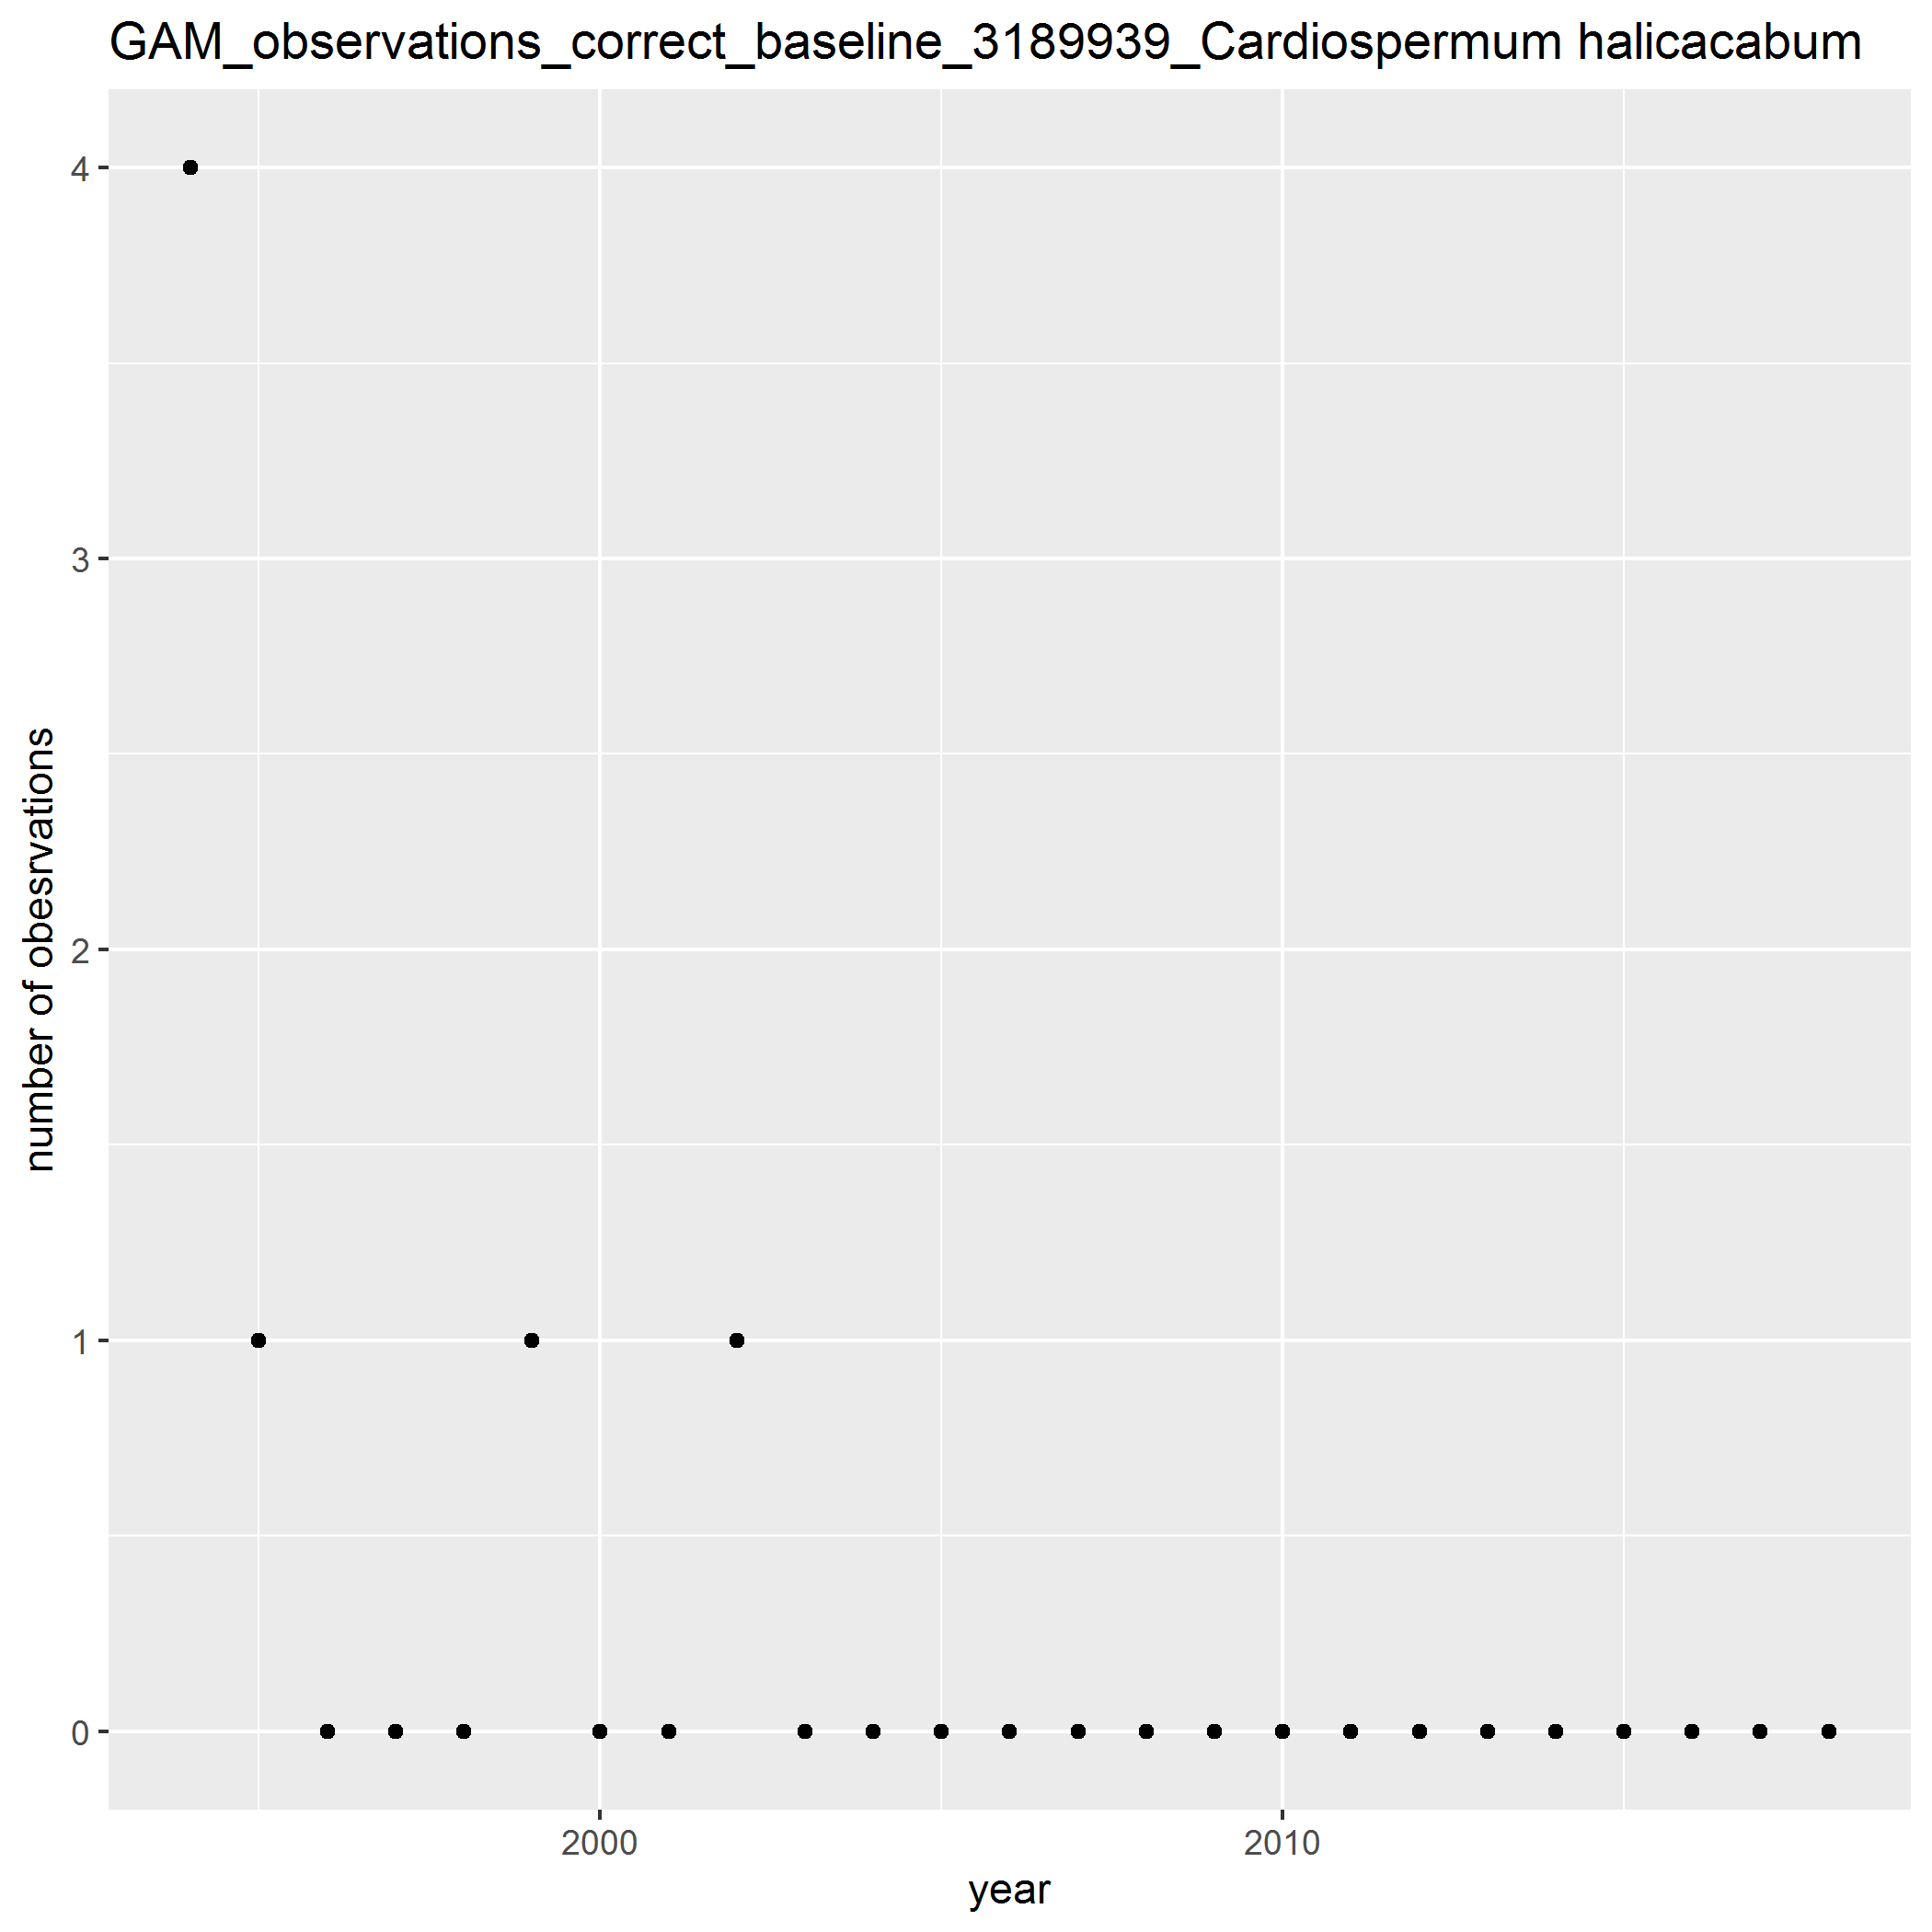 GAM_observations_correct_baseline_3189939_Cardiospermum halicacabum
4
3
2
1
0
number of obesrvations
2000 2010
year